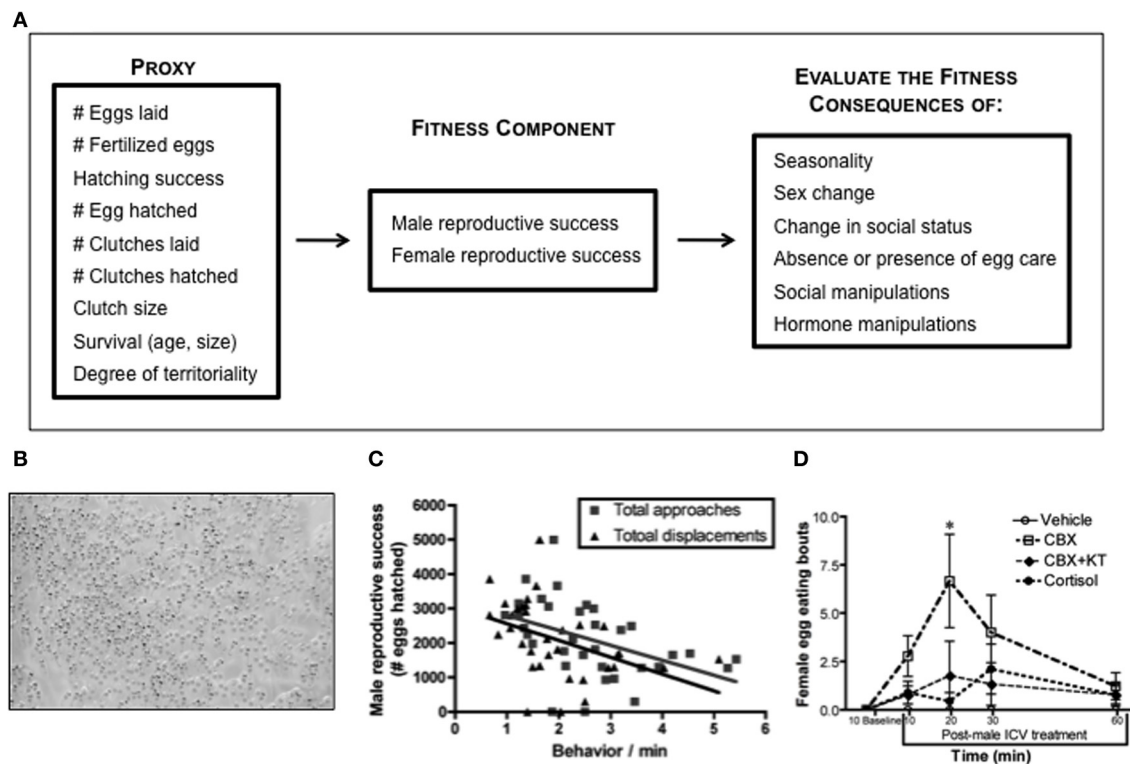 A
PROXY
# Eggs laid
# Fertilized eggs
Hatching success
# Egg hatched
# Clutches laid
# Clutches hatched
Clutch size
Survival (age, size)
Degree of territoriality
FITNESS COMPONENT
Male reproductive success
Female reproductive success
EVALUATE THE FITNESS
CONSEQUENCES OF:
Seasonality
Sex change
Change in social status
Absence or presence of egg care
Social manipulations
Hormone manipulations
B
C
Male reproductive success
(# eggs hatched)
6000
5000
4000
3000
2000
1000
0
Total approaches
Totoal displacements
0 1 2 3 4 5 6
Behavior / min
D
Female egg eating bouts
10.0
7.5
5.0
2.5
0.0
*
Vehicle
CBX
CBX+KT
Cortisol
10 Baseline 10 20 30 60
Post-male ICV treatment
Time (min)